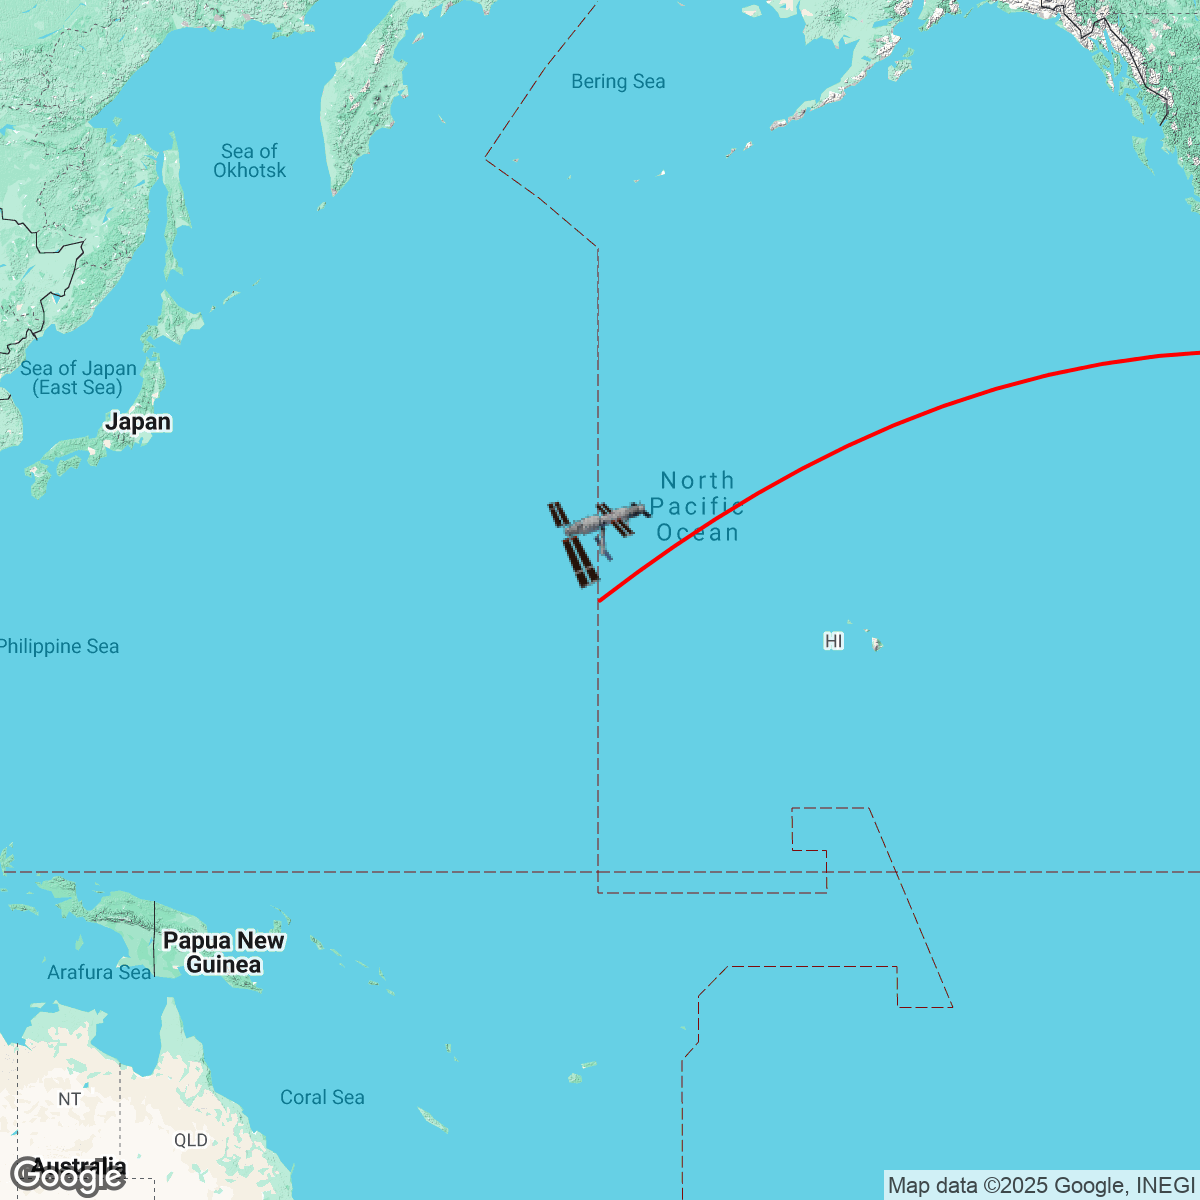 Bering Sea
Sea of
Okhotsk
Sea of Japan
(East Sea)
Japan
North
Pacific
Ocean
Philippine Sea
HI
Papua New
Guinea
Arafura Sea
NT
Coral Sea
QLD
Australia
Google
Map data ©2025 Google, INEGI